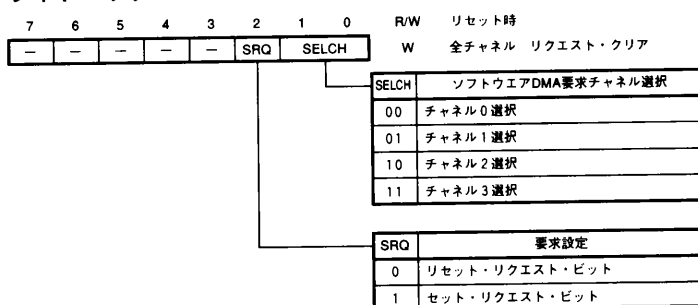 7 6 5 4 3 2 1 0 R/W リセット時
— — — — — SRQ SELCH W 全チャネル リクエスト・クリア
SELCH ソフトウエアDMA要求チャネル選択
00 チャネル0選択
01 チャネル1選択
10 チャネル2選択
11 チャネル3選択
SRQ 要求設定
0 リセット・リクエスト・ビット
1 セット・リクエスト・ビット